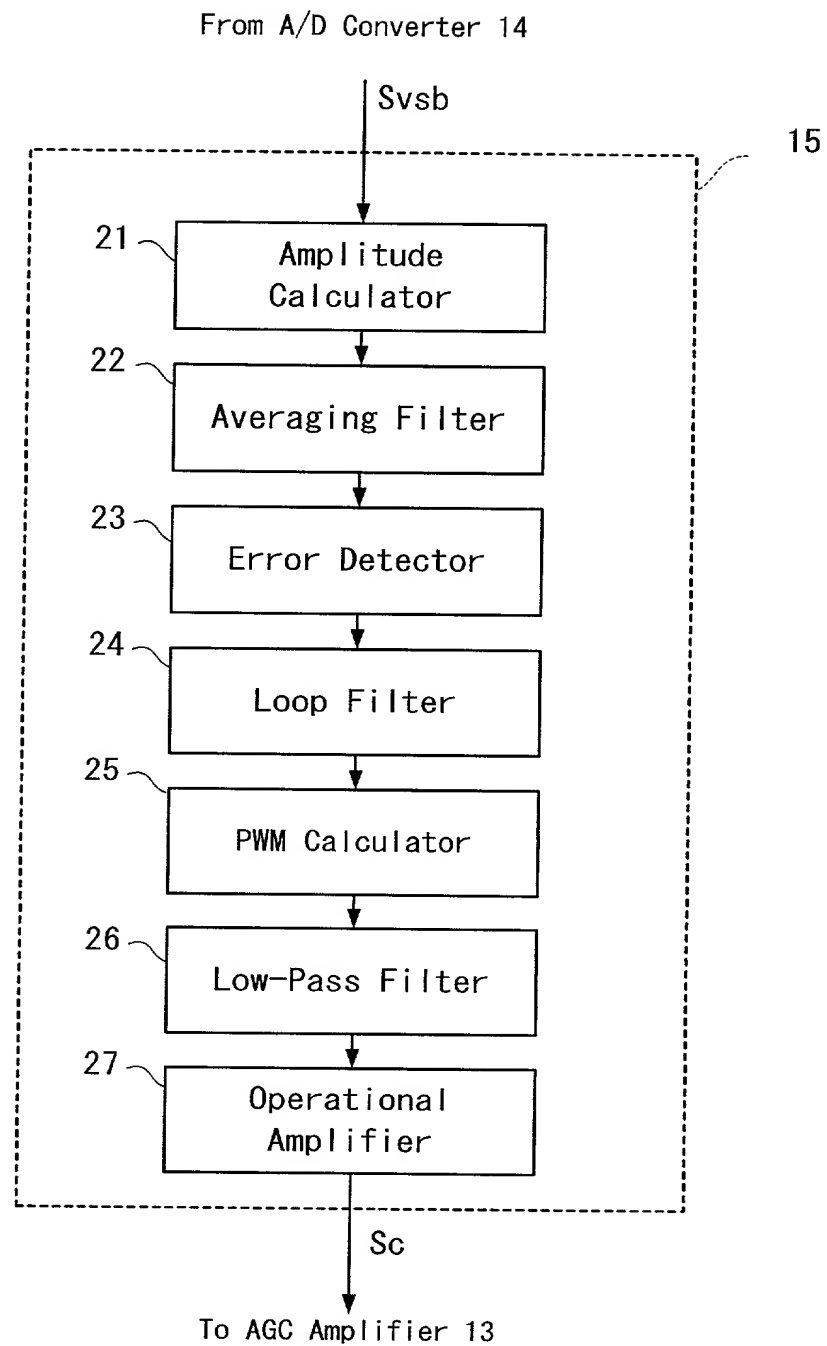 From A/D Converter 14
Svsb
15
21
Amplitude
Calculator
22
Averaging Filter
23
Error Detector
24
Loop Filter
25
PWM Calculator
26
Low-Pass Filter
27
Operational
Amplifier
Sc
To AGC Amplifier 13